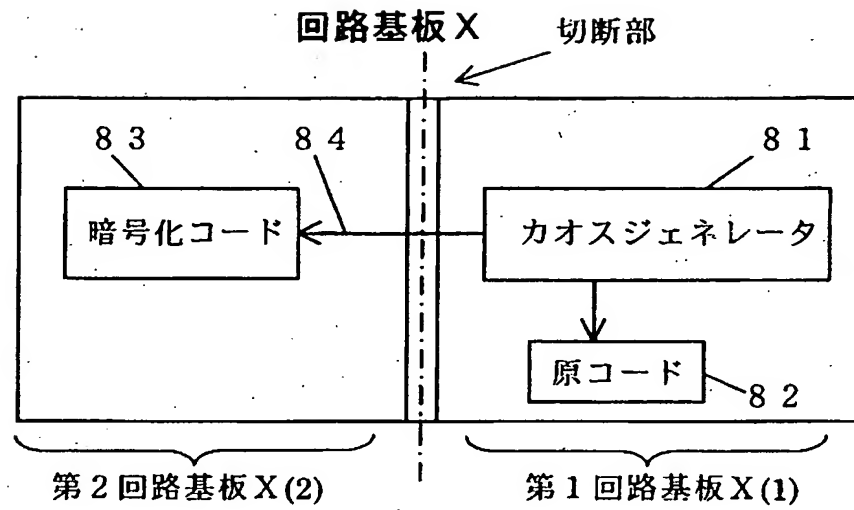 回路基板X
切断部
83
84
81
暗号化コード
カオスジェネレータ
原コード
82
第2回路基板X(2)
第1回路基板X(1)